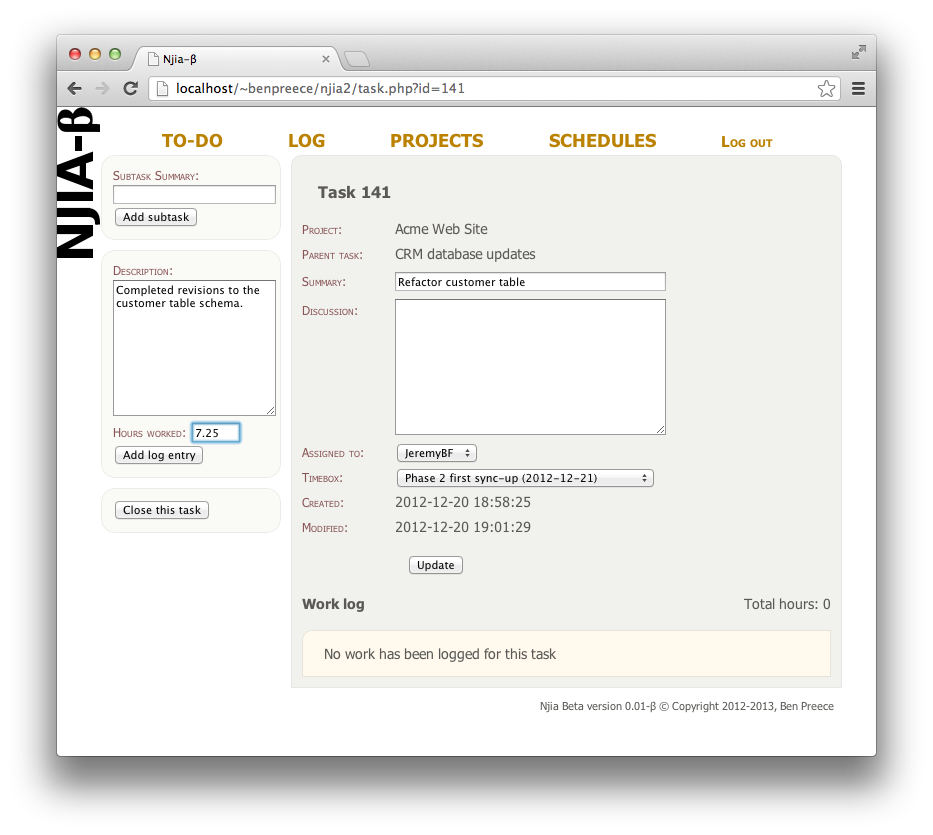 Njia-β
localhost/~benpreece/njia2/task.php?id=141
NJIA-β
TO-DO LOG PROJECTS SCHEDULES Log out
Subtask Summary:
Add subtask
Description:
Completed revisions to the
customer table schema.
Hours worked: 7.25
Add log entry
Close this task
Task 141
Project: Acme Web Site
Parent task: CRM database updates
Summary: Refactor customer table
Discussion:
Assigned to: JeremyBF
Timebox: Phase 2 first sync-up (2012-12-21)
Created: 2012-12-20 18:58:25
Modified: 2012-12-20 19:01:29
Update
Work log Total hours: 0
No work has been logged for this task
Njia Beta version 0.01-β © Copyright 2012-2013, Ben Preece